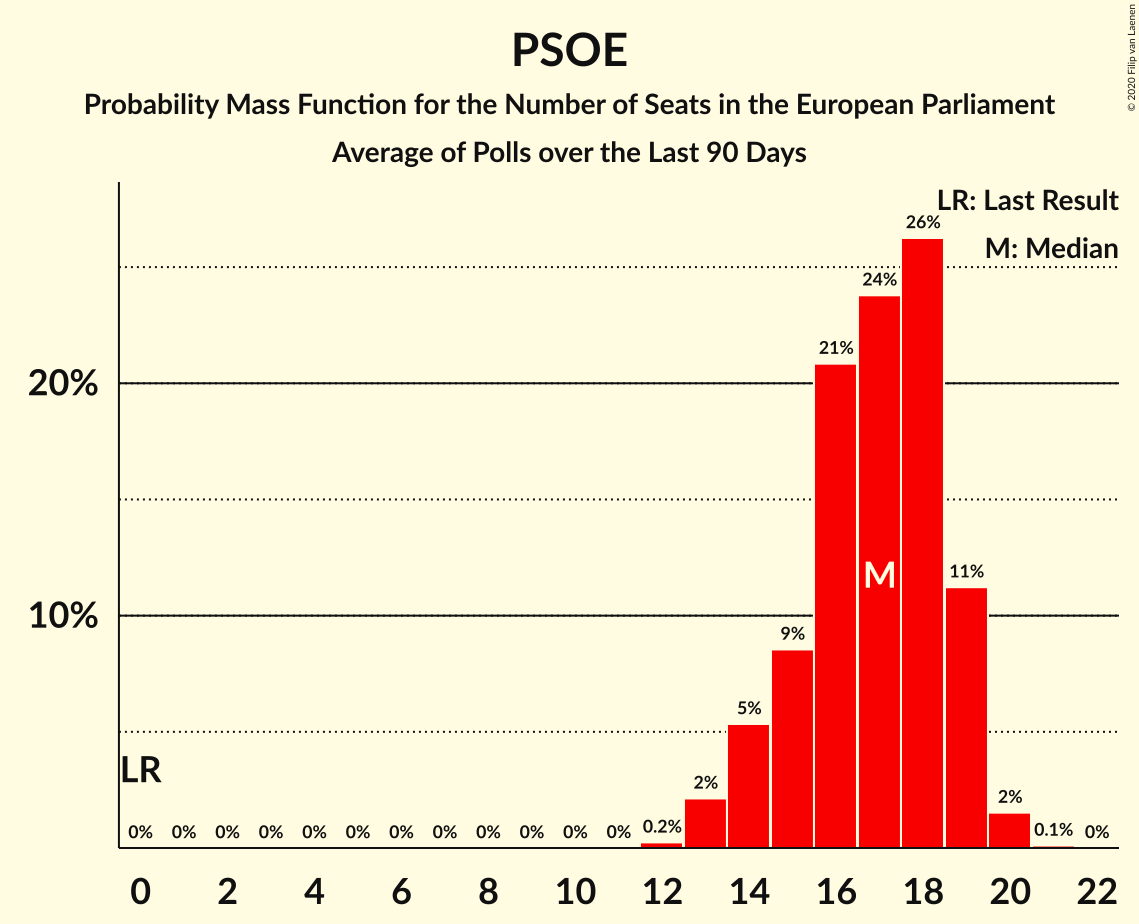 PSOE
Probability Mass Function for the Number of Seats in the European Parliament
Average of Polls over the Last 90 Days
© 2020 Filip van Laenen
LR: Last Result
M: Median
26%
24%
21%
20%
M
11%
10%
9%
5%
LR
2%
2%
0% 0% 0% 0% 0% 0% 0% 0% 0% 0% 0% 0% 0.2% 0.1% 0%
0 2 4 6 8 10 12 14 16 18 20 22